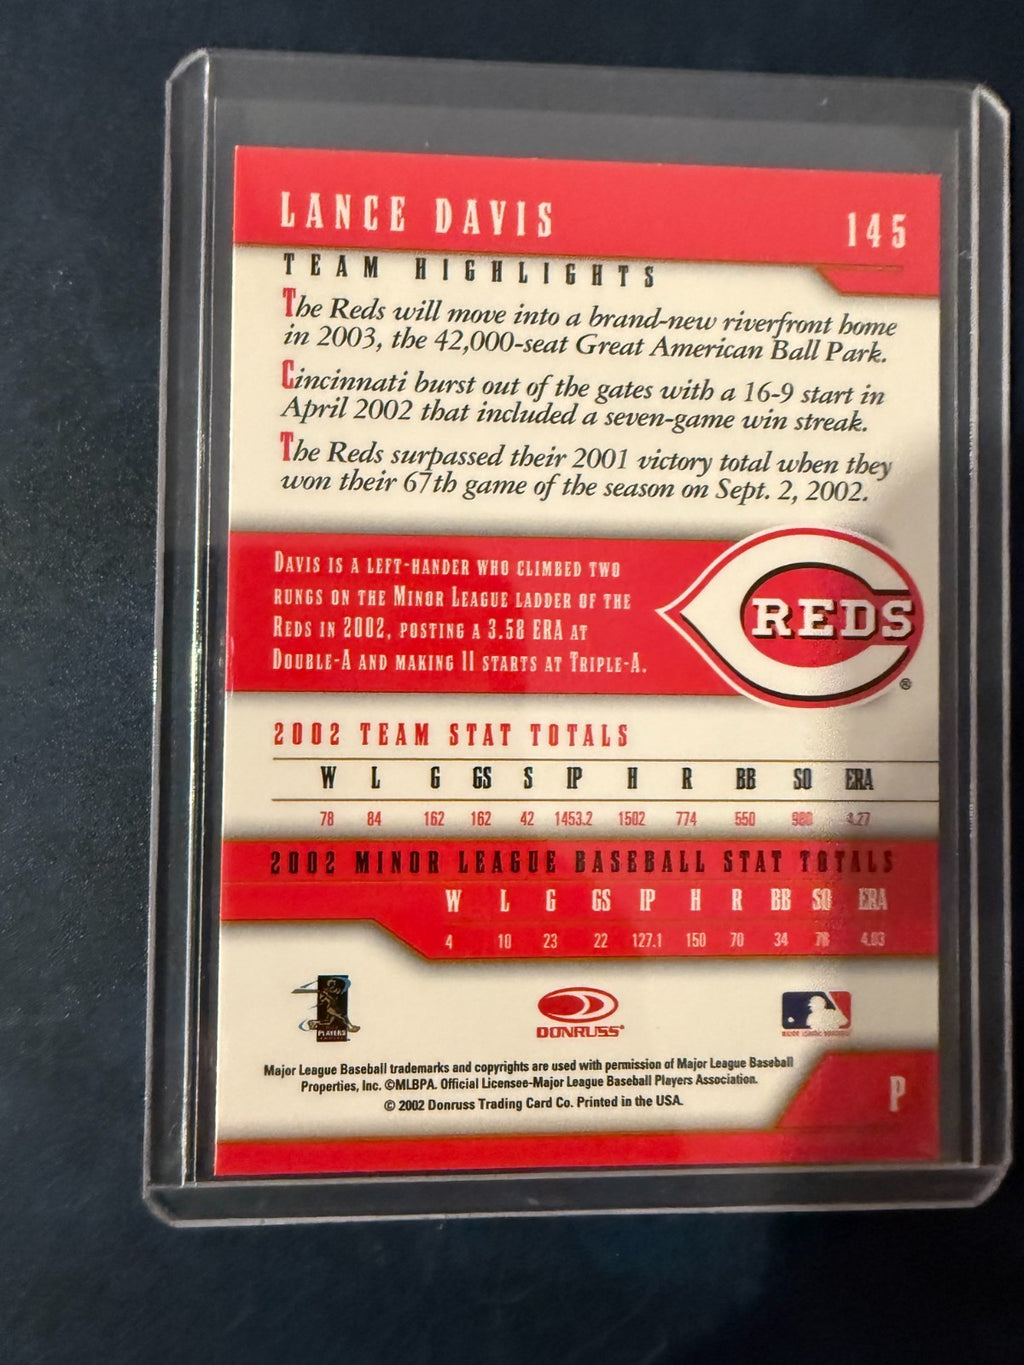 LANCE DAVIS 145
TEAM HIGHLIGHTS
The Reds will move into a brand-new riverfront home
in 2003, the 42,000-seat Great American Ball Park.
Cincinnati burst out of the gates with a 16-9 start in
April 2002 that included a seven-game win streak.
The Reds surpassed their 2001 victory total when they
won their 67th game of the season on Sept. 2, 2002.
DAVIS IS A LEFT-HANDER WHO CLIMBED TWO
RUNGS ON THE MINOR LEAGUE LADDER OF THE
REDS IN 2002, POSTING A 3.58 ERA AT
DOUBLE-A AND MAKING 11 STARTS AT TRIPLE-A.
REDS
®
2002 TEAM STAT TOTALS
W L G GS S IP H R BB SO ERA
78 84 162 162 42 1453.2 1502 774 550 980 4.27
2002 MINOR LEAGUE BASEBALL STAT TOTALS
W L G GS IP H R BB SO ERA
4 10 23 22 127.1 150 70 34 4.03
PLAYERS
DONRUSS
Major League Baseball trademarks and copyrights are used with permission of Major League Baseball
Properties, Inc. ©MLBPA. Official Licensee-Major League Baseball Players Association.
© 2002 Donruss Trading Card Co. Printed in the USA.
P